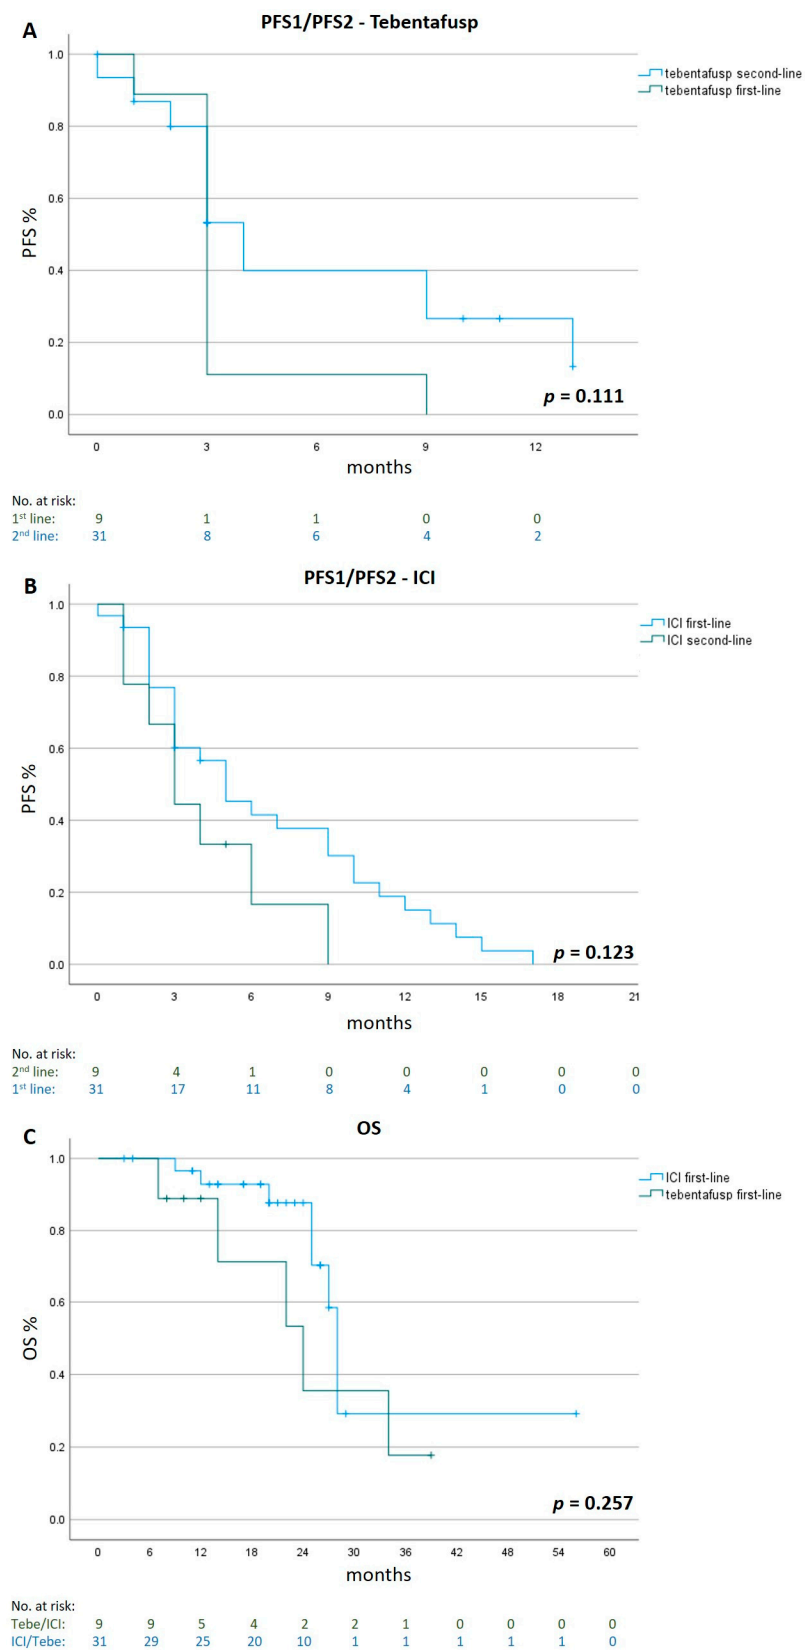 A
PFS1/PFS2 - Tebentafusp
1.0
tebentafusp second-line
tebentafusp first-line
0.8
0.6
PFS %
0.4
0.2
p = 0.111
0.0
0 3 6 9 12
months
No. at risk:
1st line: 9 1 1 0 0
2nd line: 31 8 6 4 2
B
PFS1/PFS2 - ICI
1.0
ICI first-line
ICI second-line
0.8
0.6
PFS %
0.4
0.2
p = 0.123
0.0
0 3 6 9 12 15 18 21
months
No. at risk:
2nd line: 9 4 1 0 0 0 0 0
1st line: 31 17 11 8 4 1 0 0
C
OS
1.0
ICI first-line
tebentafusp first-line
0.8
0.6
OS %
0.4
0.2
p = 0.257
0.0
0 6 12 18 24 30 36 42 48 54 60
months
No. at risk:
Tebe/ICI: 9 9 5 4 2 2 1 0 0 0 0
ICI/Tebe: 31 29 25 20 10 1 1 1 1 1 0